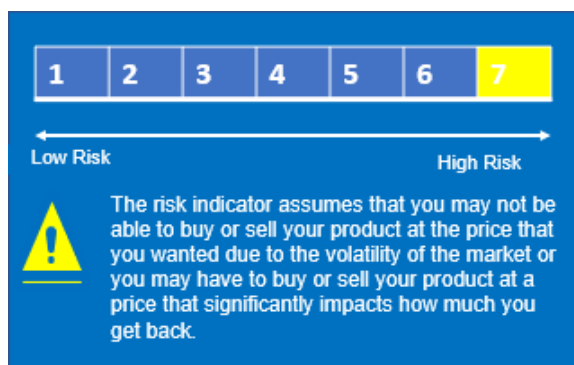 1 2 3 4 5 6 7
Low Risk High Risk
The risk indicator assumes that you may not be
able to buy or sell your product at the price that
you wanted due to the volatility of the market or
you may have to buy or sell your product at a
price that significantly impacts how much you
get back.